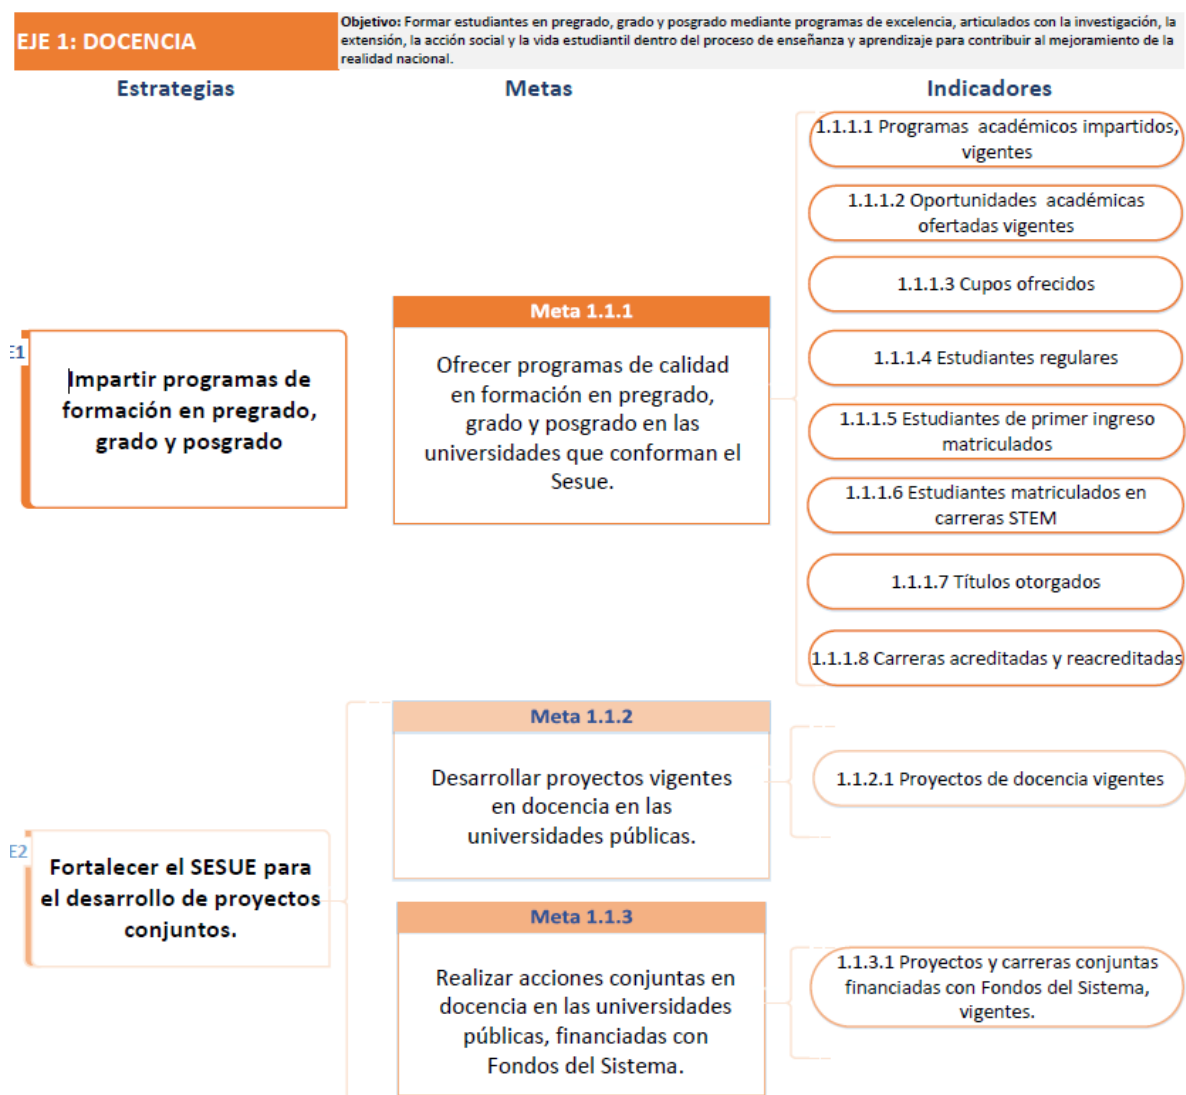 EJE 1: DOCENCIA
Objetivo: Formar estudiantes en pregrado, grado y posgrado mediante programas de excelencia, articulados con la investigación, la
extensión, la acción social y la vida estudiantil dentro del proceso de enseñanza y aprendizaje para contribuir al mejoramiento de la
realidad nacional.
Estrategias
Metas
Indicadores
E1
Impartir programas de
formación en pregrado,
grado y posgrado
Meta 1.1.1
Ofrecer programas de calidad
en formación en pregrado,
grado y posgrado en las
universidades que conforman el
Sesue.
1.1.1.1 Programas académicos impartidos,
vigentes
1.1.1.2 Oportunidades académicas
ofertadas vigentes
1.1.1.3 Cupos ofrecidos
1.1.1.4 Estudiantes regulares
1.1.1.5 Estudiantes de primer ingreso
matriculados
1.1.1.6 Estudiantes matriculados en
carreras STEM
1.1.1.7 Títulos otorgados
1.1.1.8 Carreras acreditadas y reacreditadas
E2
Fortalecer el SESUE para
el desarrollo de proyectos
conjuntos.
Meta 1.1.2
Desarrollar proyectos vigentes
en docencia en las
universidades públicas.
1.1.2.1 Proyectos de docencia vigentes
Meta 1.1.3
Realizar acciones conjuntas en
docencia en las universidades
públicas, financiadas con
Fondos del Sistema.
1.1.3.1 Proyectos y carreras conjuntas
financiadas con Fondos del Sistema,
vigentes.